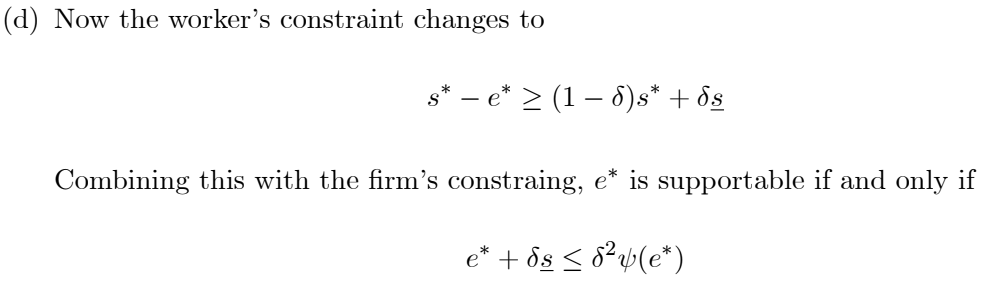 (d) Now the worker's constraint changes to
s* − e* ≥ (1 − δ)s* + δs̲
Combining this with the firm's constraing, e* is supportable if and only if
e* + δs̲ ≤ δ²ψ(e*)